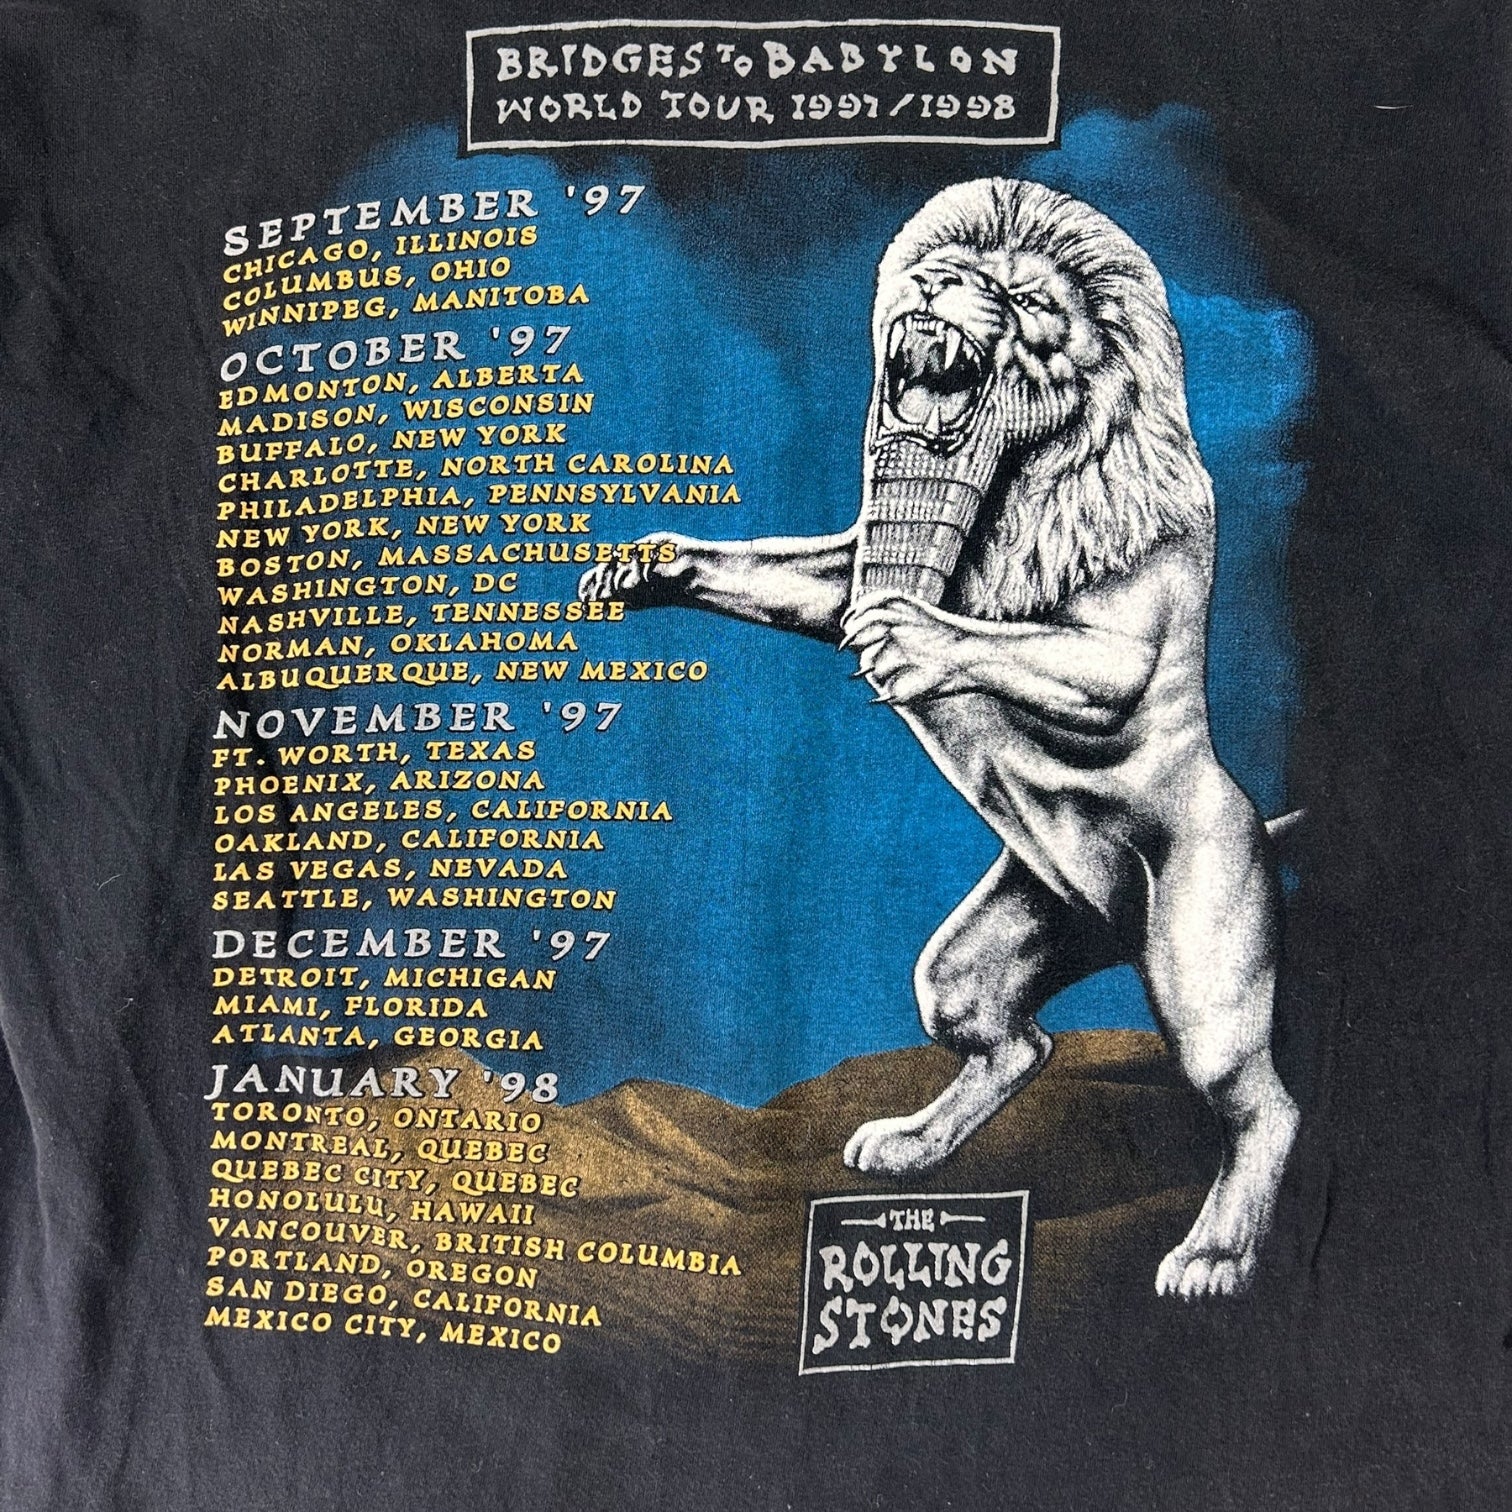 BRIDGES TO BABYLON
WORLD TOUR 1997/1998
SEPTEMBER '97
CHICAGO, ILLINOIS
COLUMBUS, OHIO
WINNIPEG, MANITOBA
OCTOBER '97
EDMONTON, ALBERTA
MADISON, WISCONSIN
BUFFALO, NEW YORK
CHARLOTTE, NORTH CAROLINA
PHILADELPHIA, PENNSYLVANIA
NEW YORK, NEW YORK
BOSTON, MASSACHUSETTS
WASHINGTON, DC
NASHVILLE, TENNESSEE
NORMAN, OKLAHOMA
ALBUQUERQUE, NEW MEXICO
NOVEMBER '97
FT. WORTH, TEXAS
PHOENIX, ARIZONA
LOS ANGELES, CALIFORNIA
OAKLAND, CALIFORNIA
LAS VEGAS, NEVADA
SEATTLE, WASHINGTON
DECEMBER '97
DETROIT, MICHIGAN
MIAMI, FLORIDA
ATLANTA, GEORGIA
JANUARY '98
TORONTO, ONTARIO
MONTREAL, QUEBEC
QUEBEC CITY, QUEBEC
HONOLULU, HAWAII
VANCOUVER, BRITISH COLUMBIA
PORTLAND, OREGON
SAN DIEGO, CALIFORNIA
MEXICO CITY, MEXICO
THE
ROLLING
STONES